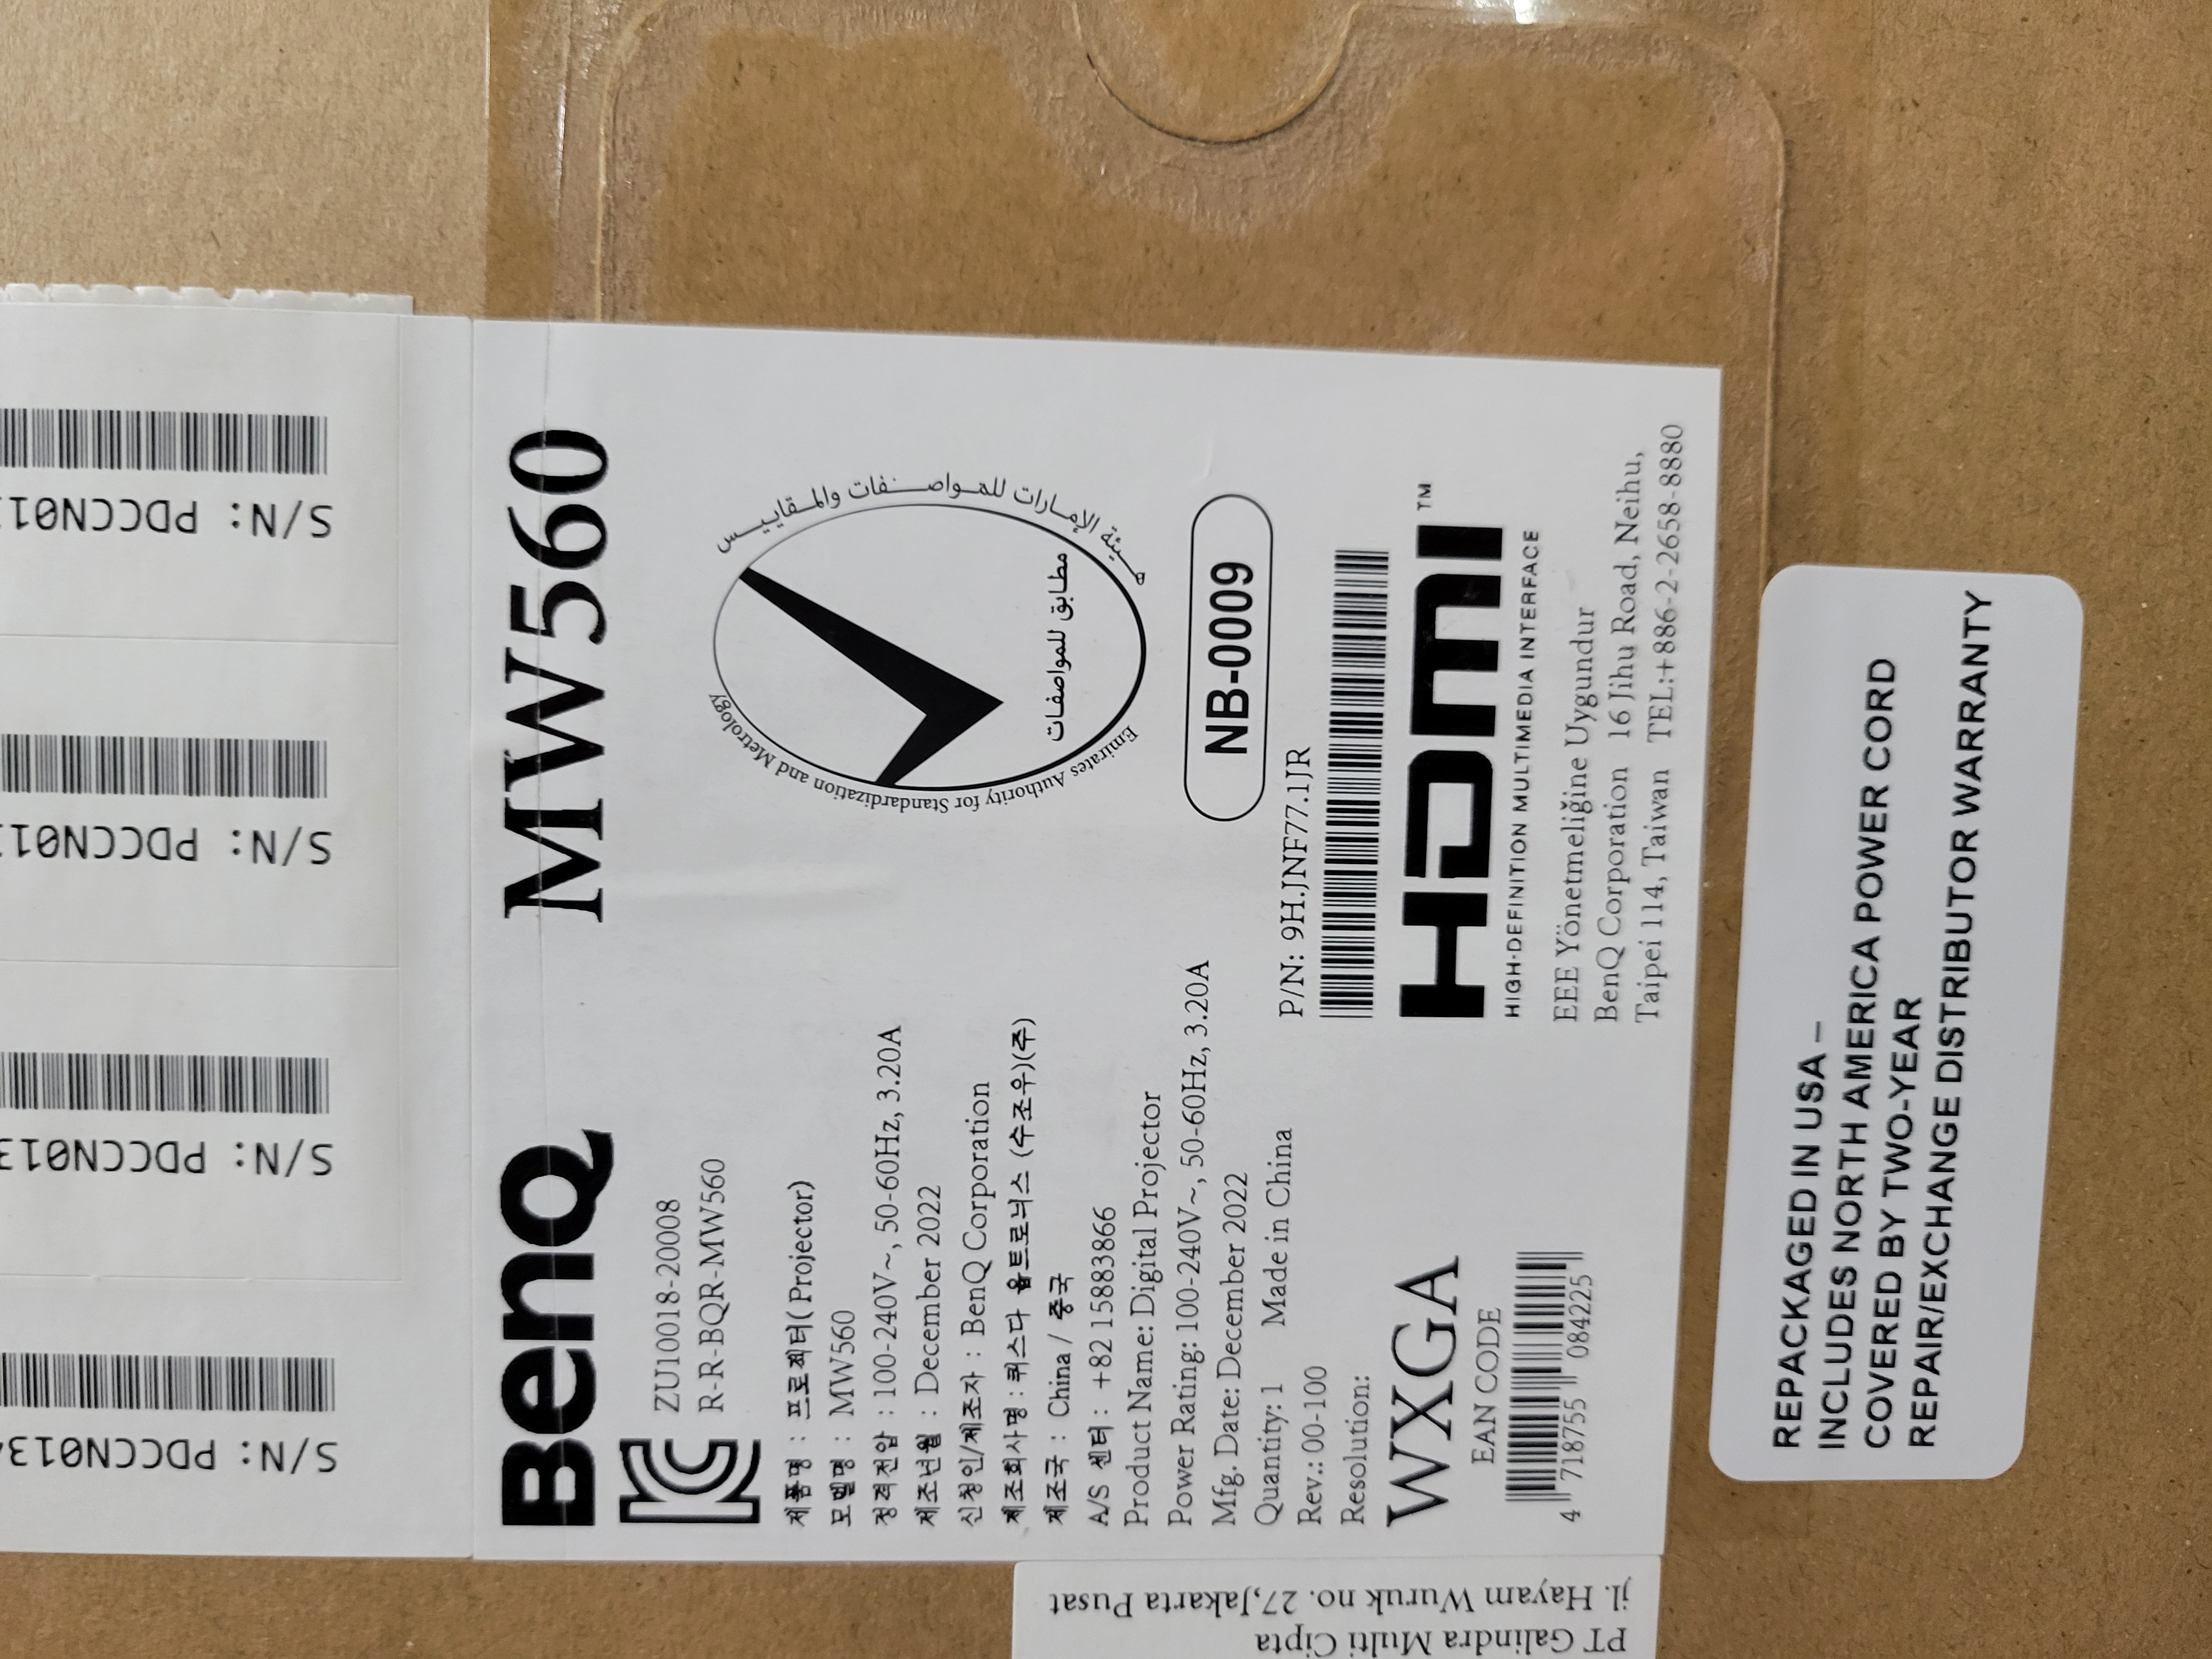 BenQ MW560
ZU10018-20008
R-R-BQR-MW560
제품명 : 프로젝터(Projector)
모델명 : MW560
정격전압 : 100-240V~, 50-60Hz, 3.20A
제조년월 : December 2022
신청인/제조자 : BenQ Corporation
제조회사명 : 퀴스다 옵트로닉스 (수조우)(주)
제조국 : China / 중국
A/S 센터 : +82 15883866
Product Name: Digital Projector
Power Rating: 100-240V~, 50-60Hz, 3.20A
Mfg. Date: December 2022
Quantity: 1 Made in China
Rev.: 00-100
Resolution:
WXGA
EAN CODE
4 718755 084225
هيئة الإمارات للمواصفات والمقاييس
مطابق للمواصفات
Emirates Authority for Standardization and Metrology
NB-0009
P/N: 9H.JNF77.1JR
HDMI™
HIGH-DEFINITION MULTIMEDIA INTERFACE
EEE Yönetmeliğine Uygundur
BenQ Corporation 16 Jihu Road, Neihu,
Taipei 114, Taiwan TEL:+886-2-2658-8880
REPACKAGED IN USA –
INCLUDES NORTH AMERICA POWER CORD
COVERED BY TWO-YEAR
REPAIR/EXCHANGE DISTRIBUTOR WARRANTY
PT Galindra Multi Cipta
jl. Hayam Wuruk no. 27,Jakarta Pusat
S/N: PDCCN013
S/N: PDCCN013
S/N:
S/N: